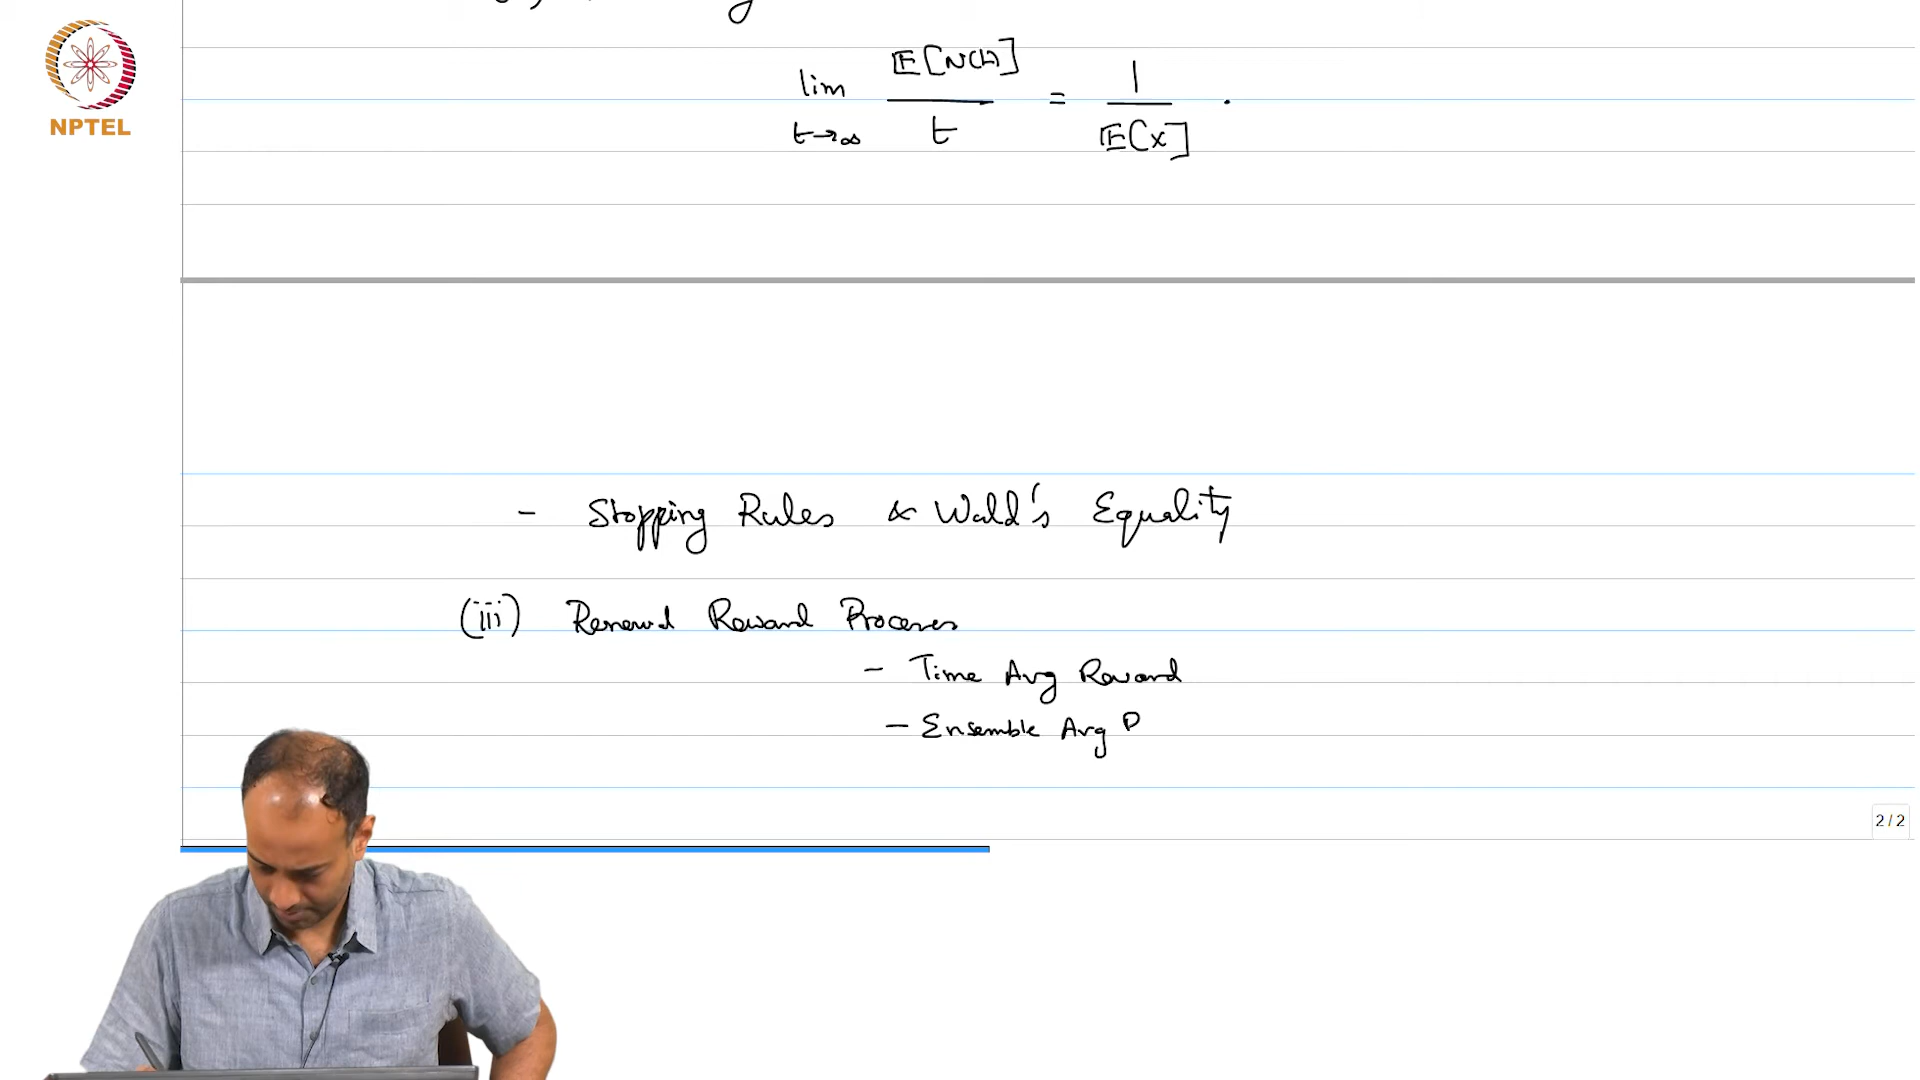 NPTEL
lim t→∞ E[N(t)] / t = 1 / E[X] .
- Stopping Rules & Wald's Equality
(iii) Renewal Reward Processes
- Time Avg Reward
- Ensemble Avg
2 / 2